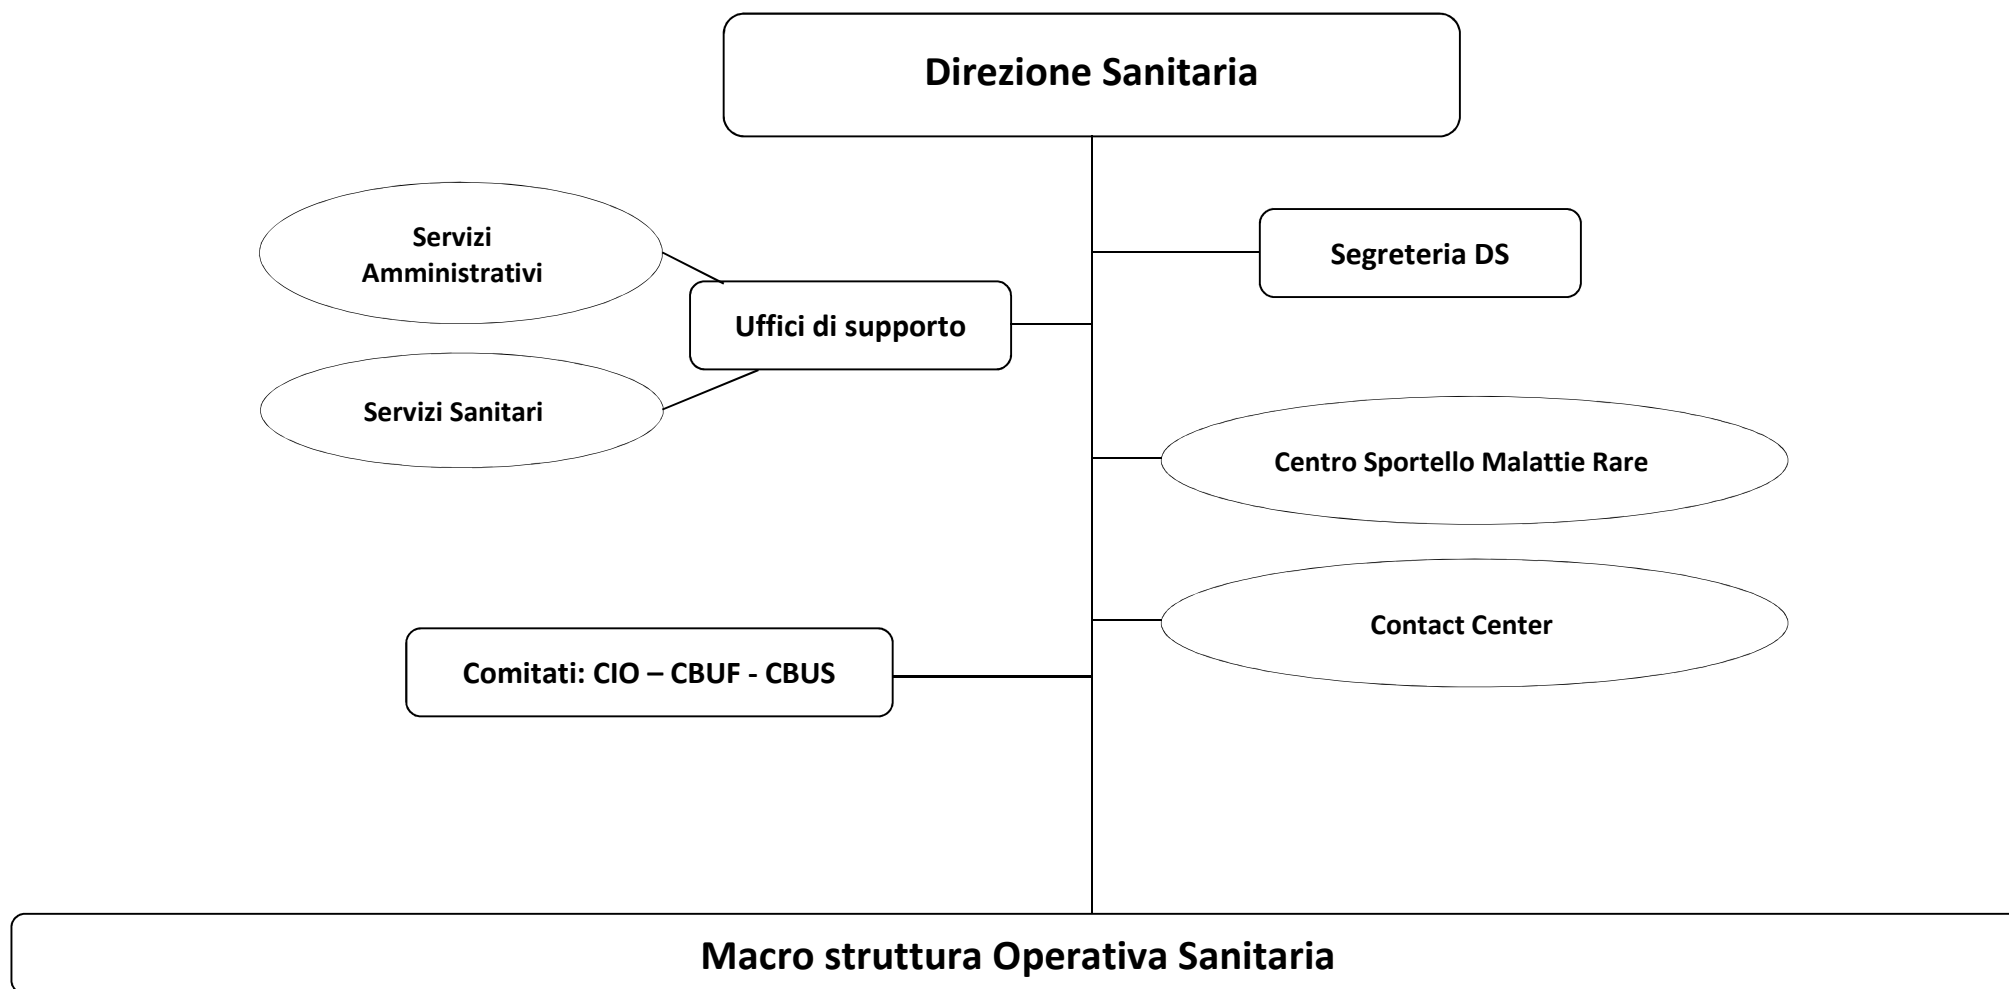 Direzione Sanitaria
Servizi
Amministrativi
Segreteria DS
Uffici di supporto
Servizi Sanitari
Centro Sportello Malattie Rare
Contact Center
Comitati: CIO – CBUF - CBUS
Macro struttura Operativa Sanitaria